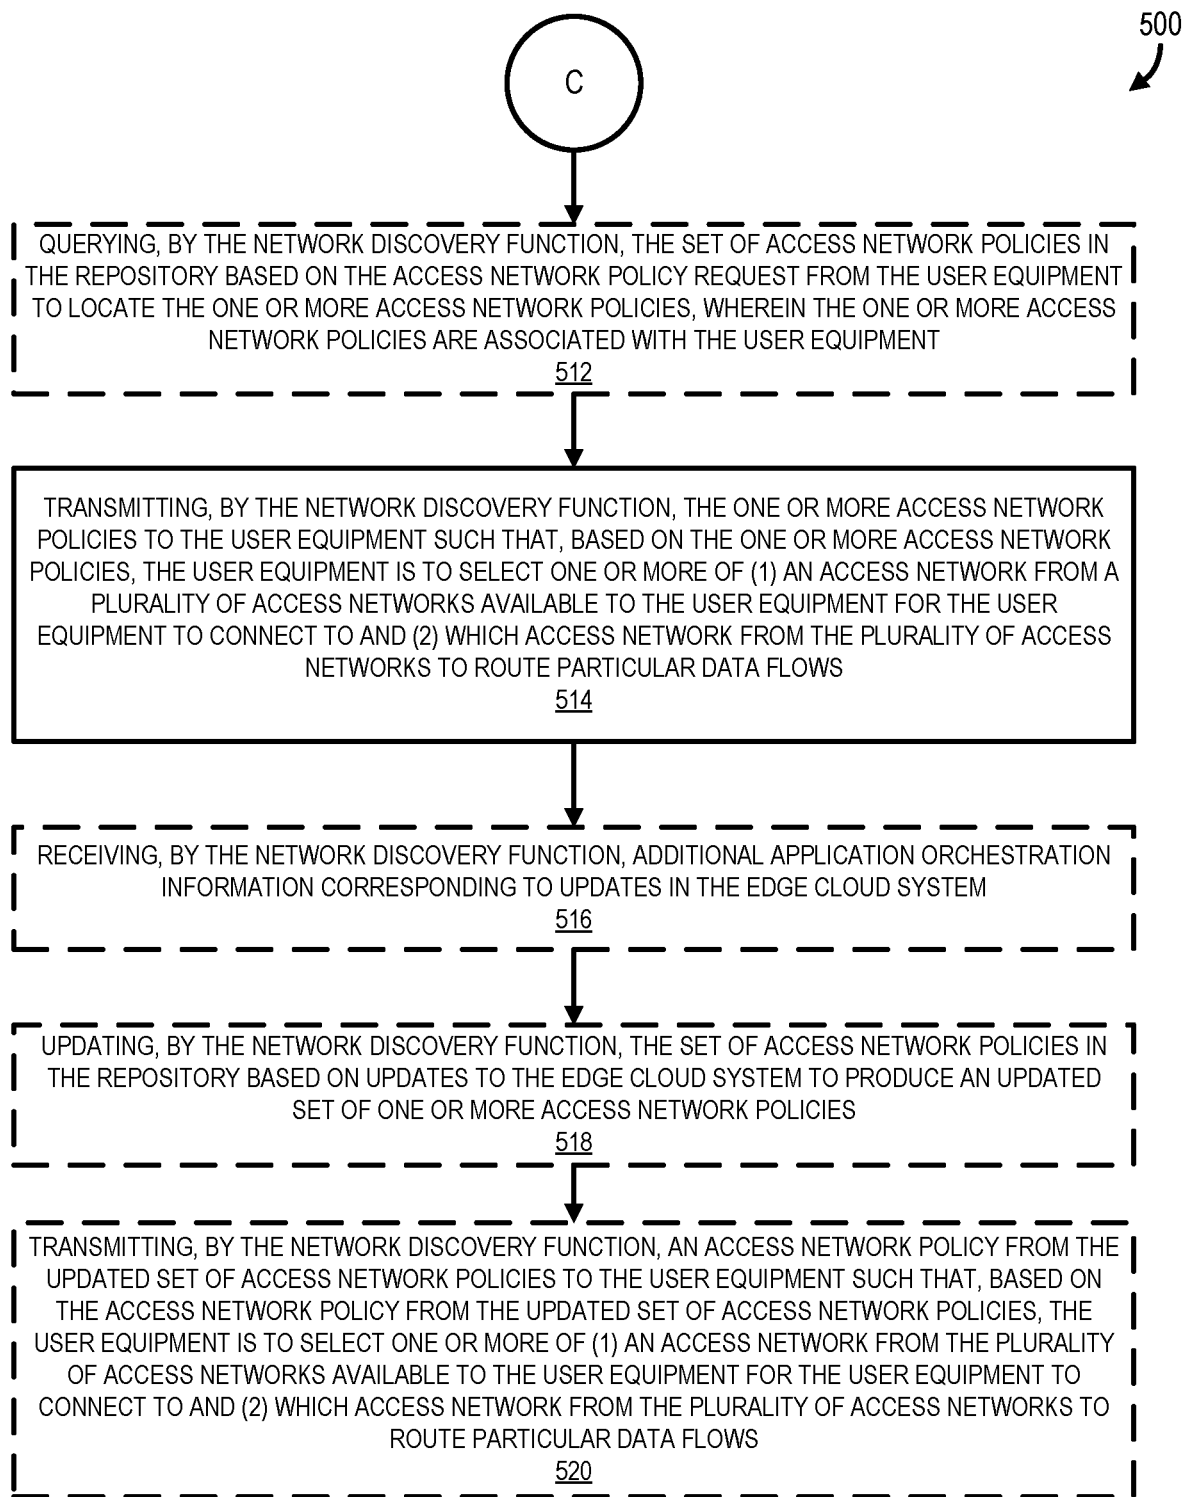 500
C
QUERYING, BY THE NETWORK DISCOVERY FUNCTION, THE SET OF ACCESS NETWORK POLICIES IN
THE REPOSITORY BASED ON THE ACCESS NETWORK POLICY REQUEST FROM THE USER EQUIPMENT
TO LOCATE THE ONE OR MORE ACCESS NETWORK POLICIES, WHEREIN THE ONE OR MORE ACCESS
NETWORK POLICIES ARE ASSOCIATED WITH THE USER EQUIPMENT
512
TRANSMITTING, BY THE NETWORK DISCOVERY FUNCTION, THE ONE OR MORE ACCESS NETWORK
POLICIES TO THE USER EQUIPMENT SUCH THAT, BASED ON THE ONE OR MORE ACCESS NETWORK
POLICIES, THE USER EQUIPMENT IS TO SELECT ONE OR MORE OF (1) AN ACCESS NETWORK FROM A
PLURALITY OF ACCESS NETWORKS AVAILABLE TO THE USER EQUIPMENT FOR THE USER
EQUIPMENT TO CONNECT TO AND (2) WHICH ACCESS NETWORK FROM THE PLURALITY OF ACCESS
NETWORKS TO ROUTE PARTICULAR DATA FLOWS
514
RECEIVING, BY THE NETWORK DISCOVERY FUNCTION, ADDITIONAL APPLICATION ORCHESTRATION
INFORMATION CORRESPONDING TO UPDATES IN THE EDGE CLOUD SYSTEM
516
UPDATING, BY THE NETWORK DISCOVERY FUNCTION, THE SET OF ACCESS NETWORK POLICIES IN
THE REPOSITORY BASED ON UPDATES TO THE EDGE CLOUD SYSTEM TO PRODUCE AN UPDATED
SET OF ONE OR MORE ACCESS NETWORK POLICIES
518
TRANSMITTING, BY THE NETWORK DISCOVERY FUNCTION, AN ACCESS NETWORK POLICY FROM THE
UPDATED SET OF ACCESS NETWORK POLICIES TO THE USER EQUIPMENT SUCH THAT, BASED ON
THE ACCESS NETWORK POLICY FROM THE UPDATED SET OF ACCESS NETWORK POLICIES, THE
USER EQUIPMENT IS TO SELECT ONE OR MORE OF (1) AN ACCESS NETWORK FROM THE PLURALITY
OF ACCESS NETWORKS AVAILABLE TO THE USER EQUIPMENT FOR THE USER EQUIPMENT TO
CONNECT TO AND (2) WHICH ACCESS NETWORK FROM THE PLURALITY OF ACCESS NETWORKS TO
ROUTE PARTICULAR DATA FLOWS
520